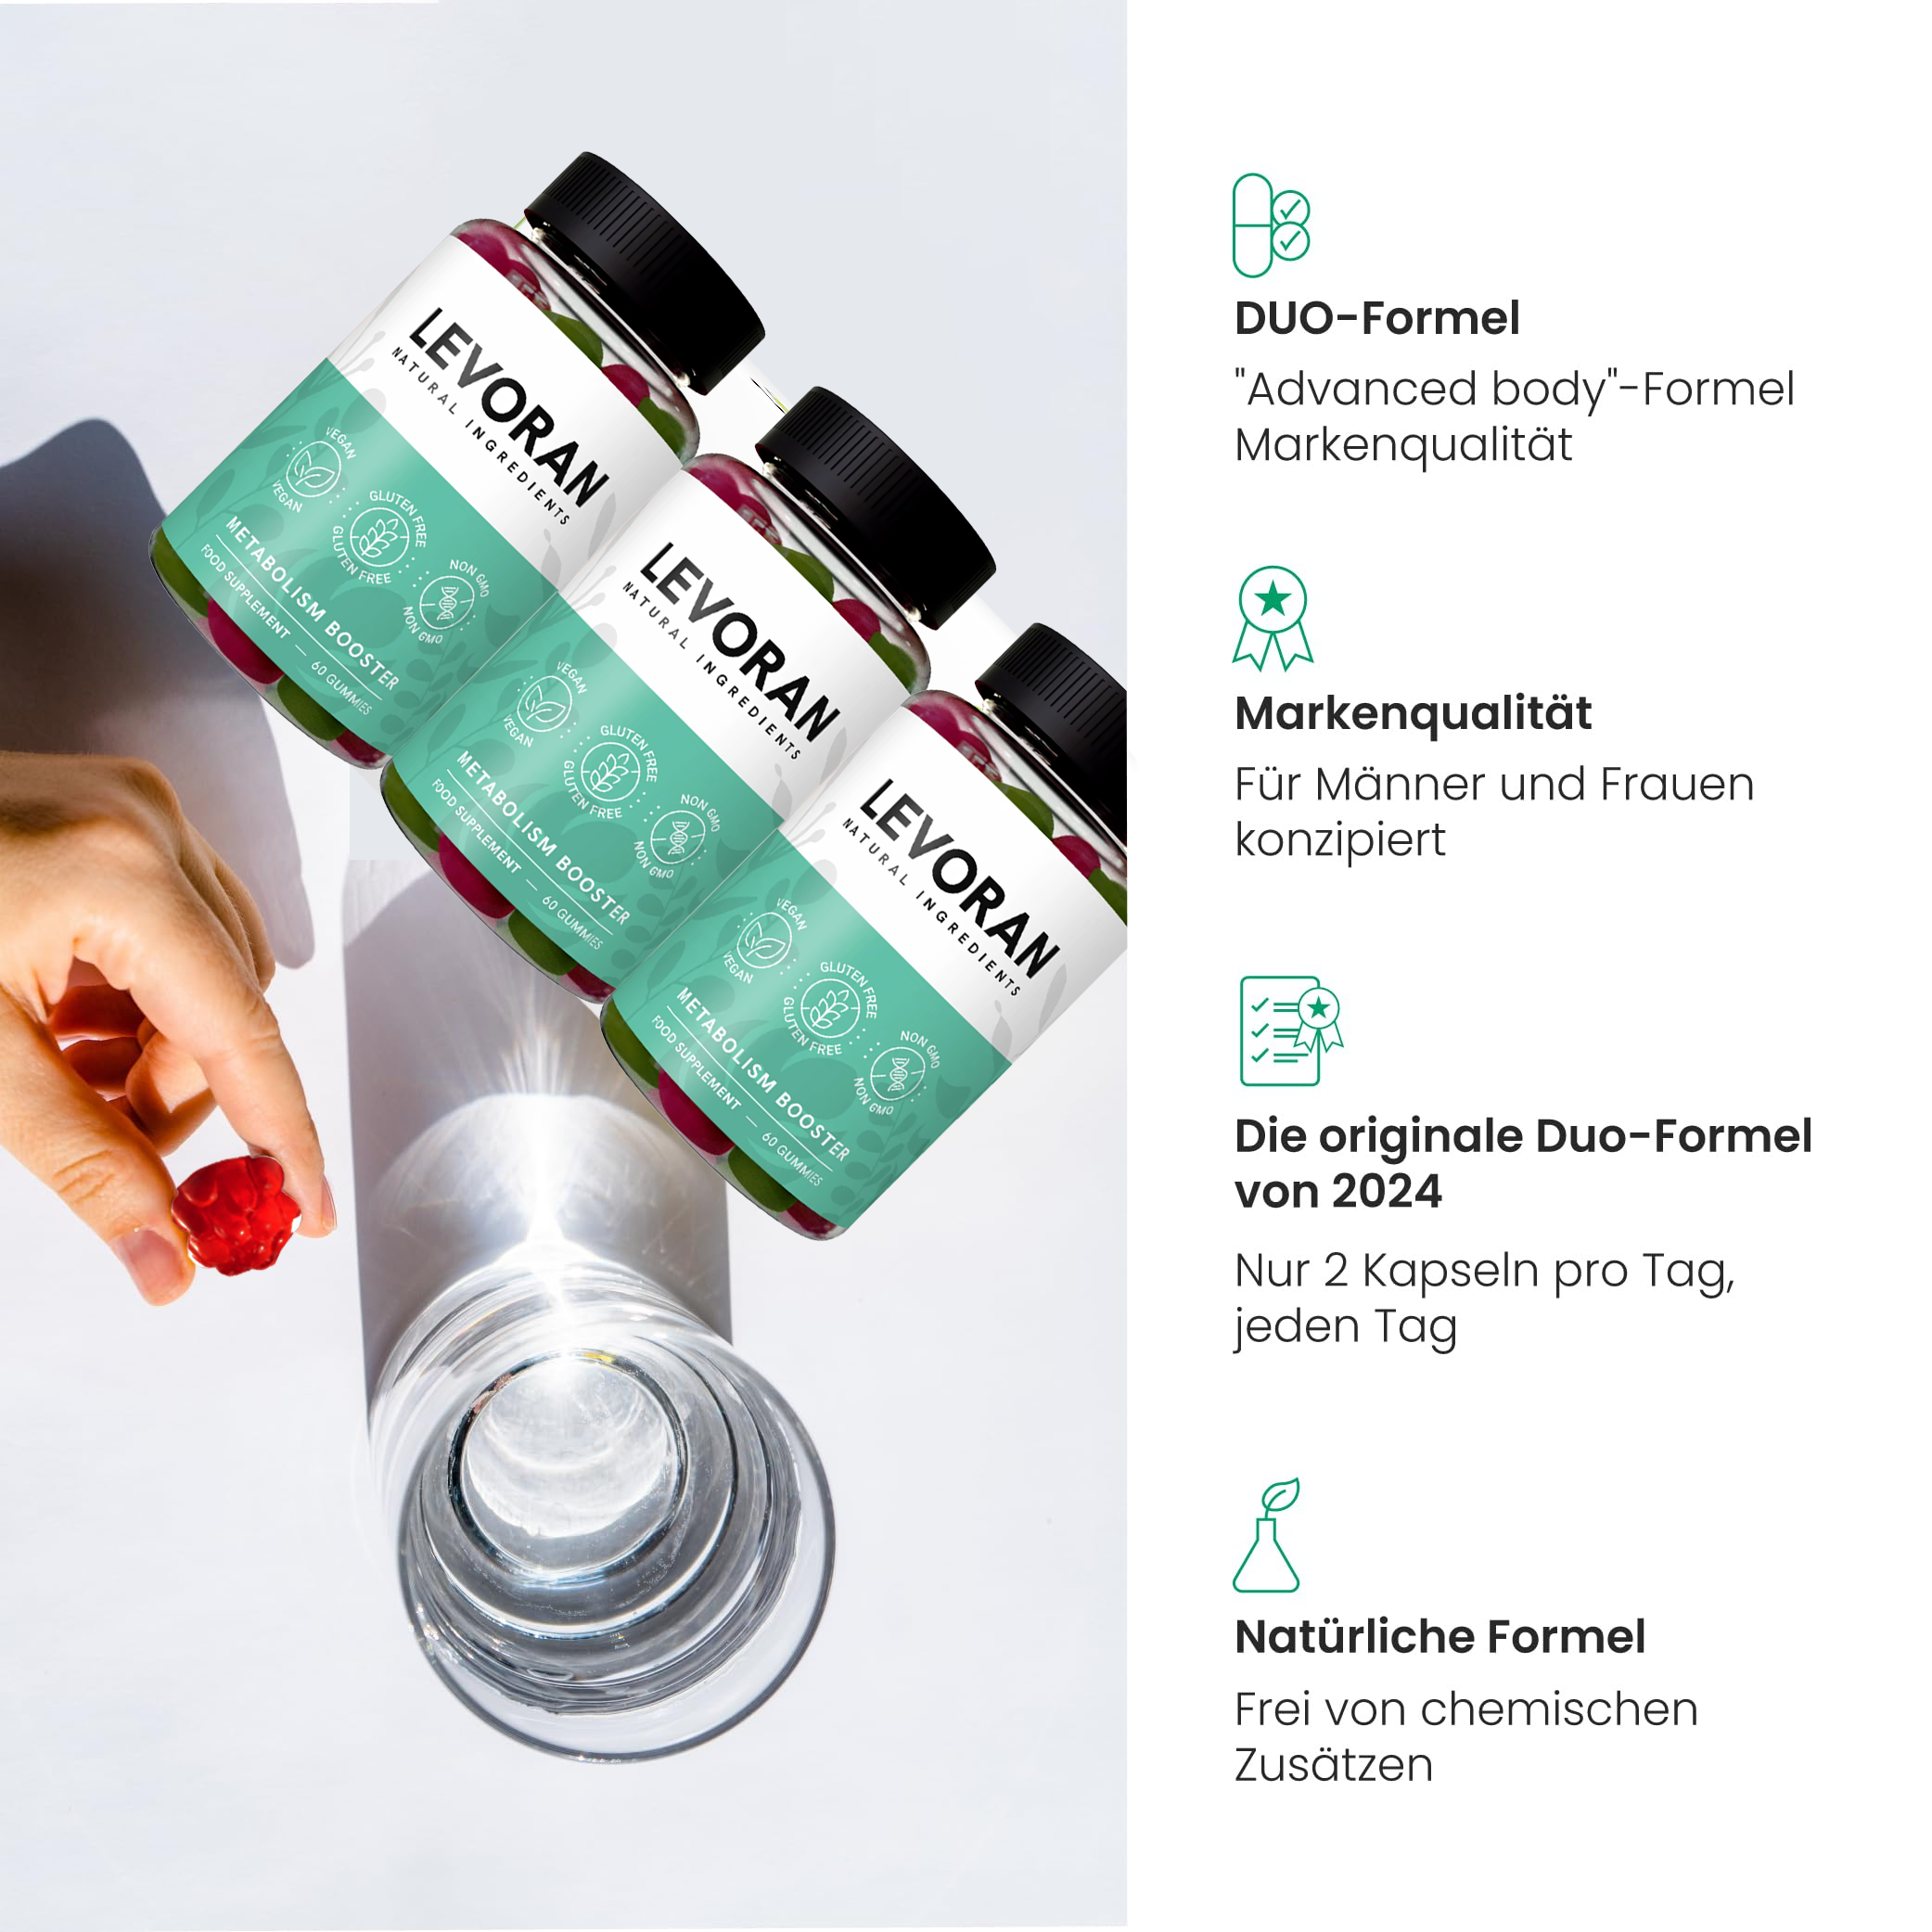 LEVORAN
NATURAL INGREDIENTS
VEGAN
VEGAN
GLUTEN FREE
GLUTEN FREE
NON GMO
NON GMO
METABOLISM BOOSTER
FOOD SUPPLEMENT — 60 GUMMIES
LEVORAN
NATURAL INGREDIENTS
VEGAN
VEGAN
GLUTEN FREE
GLUTEN FREE
NON GMO
NON GMO
METABOLISM BOOSTER
FOOD SUPPLEMENT — 60 GUMMIES
LEVORAN
NATURAL INGREDIENTS
VEGAN
VEGAN
GLUTEN FREE
GLUTEN FREE
NON GMO
NON GMO
METABOLISM BOOSTER
FOOD SUPPLEMENT — 60 GUMMIES
DUO-Formel
"Advanced body"-Formel
Markenqualität
Markenqualität
Für Männer und Frauen
konzipiert
Die originale Duo-Formel
von 2024
Nur 2 Kapseln pro Tag,
jeden Tag
Natürliche Formel
Frei von chemischen
Zusätzen